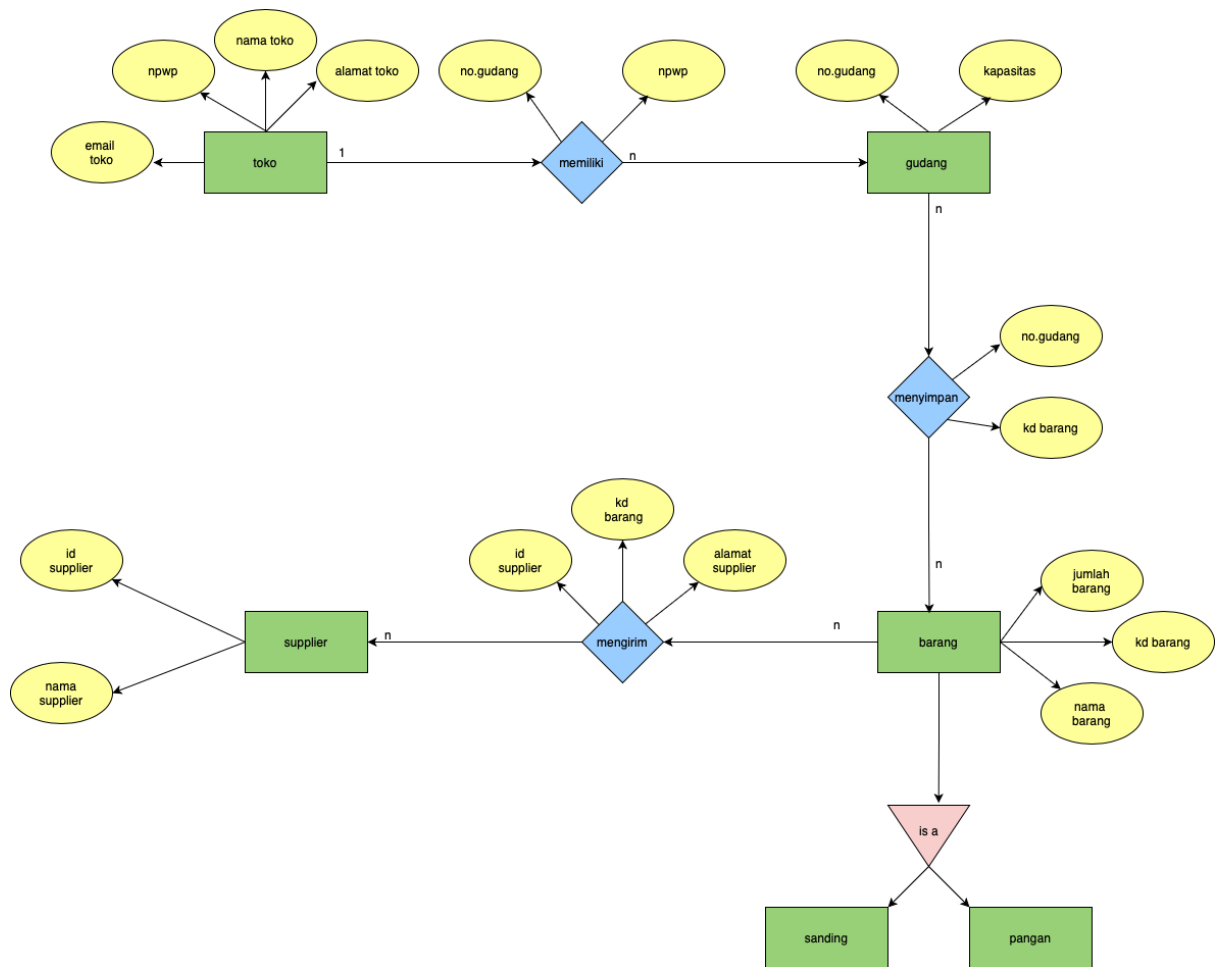 nama toko
npwp
alamat toko
no.gudang
npwp
no.gudang
kapasitas
email
toko
toko
1
memiliki
n
gudang
n
no.gudang
menyimpan
kd barang
kd
barang
id
supplier
id
supplier
alamat
supplier
n
jumlah
barang
n
n
supplier
mengirim
barang
kd barang
nama
supplier
nama
barang
is a
sanding
pangan